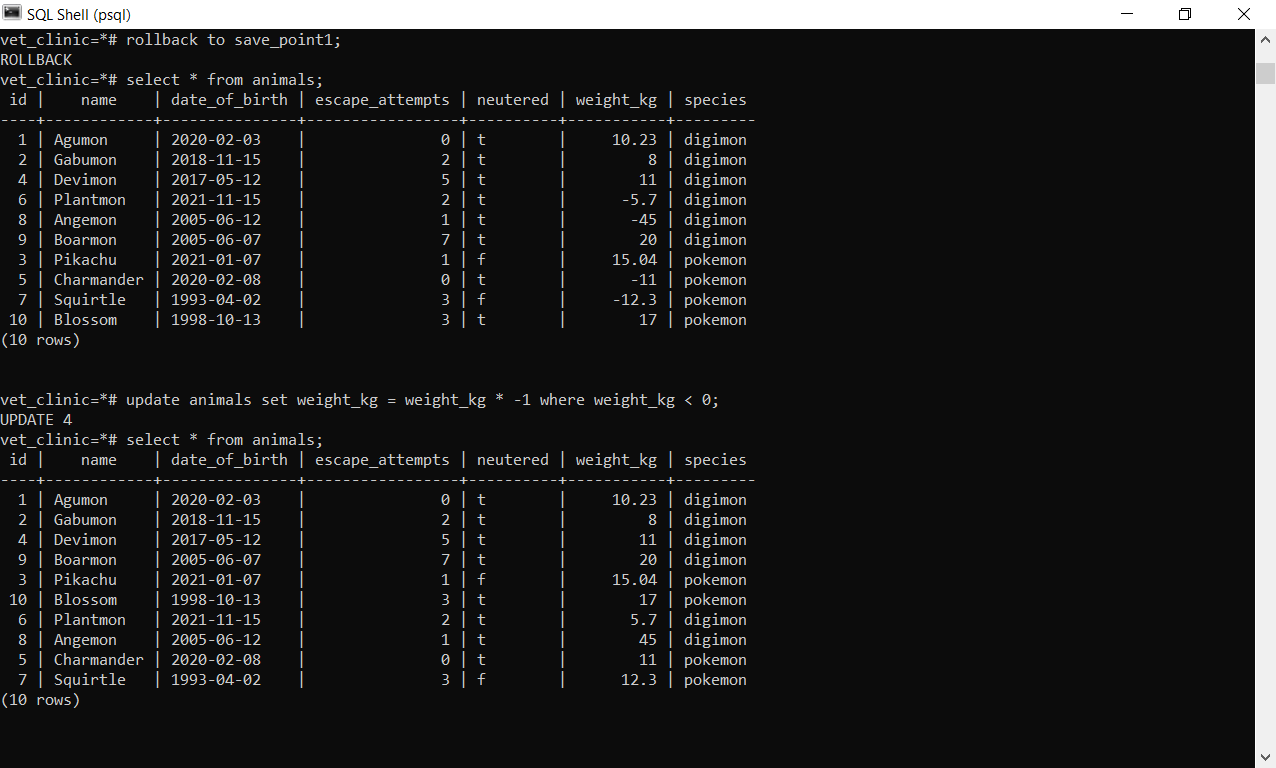 SQL Shell (psql)
vet_clinic=*# rollback to save_point1;
ROLLBACK
vet_clinic=*# select * from animals;
 id |    name    | date_of_birth | escape_attempts | neutered | weight_kg | species
----+------------+---------------+-----------------+----------+-----------+---------
  1 | Agumon     | 2020-02-03    |               0 | t        |     10.23 | digimon
  2 | Gabumon    | 2018-11-15    |               2 | t        |         8 | digimon
  4 | Devimon    | 2017-05-12    |               5 | t        |        11 | digimon
  6 | Plantmon   | 2021-11-15    |               2 | t        |      -5.7 | digimon
  8 | Angemon    | 2005-06-12    |               1 | t        |       -45 | digimon
  9 | Boarmon    | 2005-06-07    |               7 | t        |        20 | digimon
  3 | Pikachu    | 2021-01-07    |               1 | f        |     15.04 | pokemon
  5 | Charmander | 2020-02-08    |               0 | t        |       -11 | pokemon
  7 | Squirtle   | 1993-04-02    |               3 | f        |     -12.3 | pokemon
 10 | Blossom    | 1998-10-13    |               3 | t        |        17 | pokemon
(10 rows)
vet_clinic=*# update animals set weight_kg = weight_kg * -1 where weight_kg < 0;
UPDATE 4
vet_clinic=*# select * from animals;
 id |    name    | date_of_birth | escape_attempts | neutered | weight_kg | species
----+------------+---------------+-----------------+----------+-----------+---------
  1 | Agumon     | 2020-02-03    |               0 | t        |     10.23 | digimon
  2 | Gabumon    | 2018-11-15    |               2 | t        |         8 | digimon
  4 | Devimon    | 2017-05-12    |               5 | t        |        11 | digimon
  9 | Boarmon    | 2005-06-07    |               7 | t        |        20 | digimon
  3 | Pikachu    | 2021-01-07    |               1 | f        |     15.04 | pokemon
 10 | Blossom    | 1998-10-13    |               3 | t        |        17 | pokemon
  6 | Plantmon   | 2021-11-15    |               2 | t        |       5.7 | digimon
  8 | Angemon    | 2005-06-12    |               1 | t        |        45 | digimon
  5 | Charmander | 2020-02-08    |               0 | t        |        11 | pokemon
  7 | Squirtle   | 1993-04-02    |               3 | f        |      12.3 | pokemon
(10 rows)